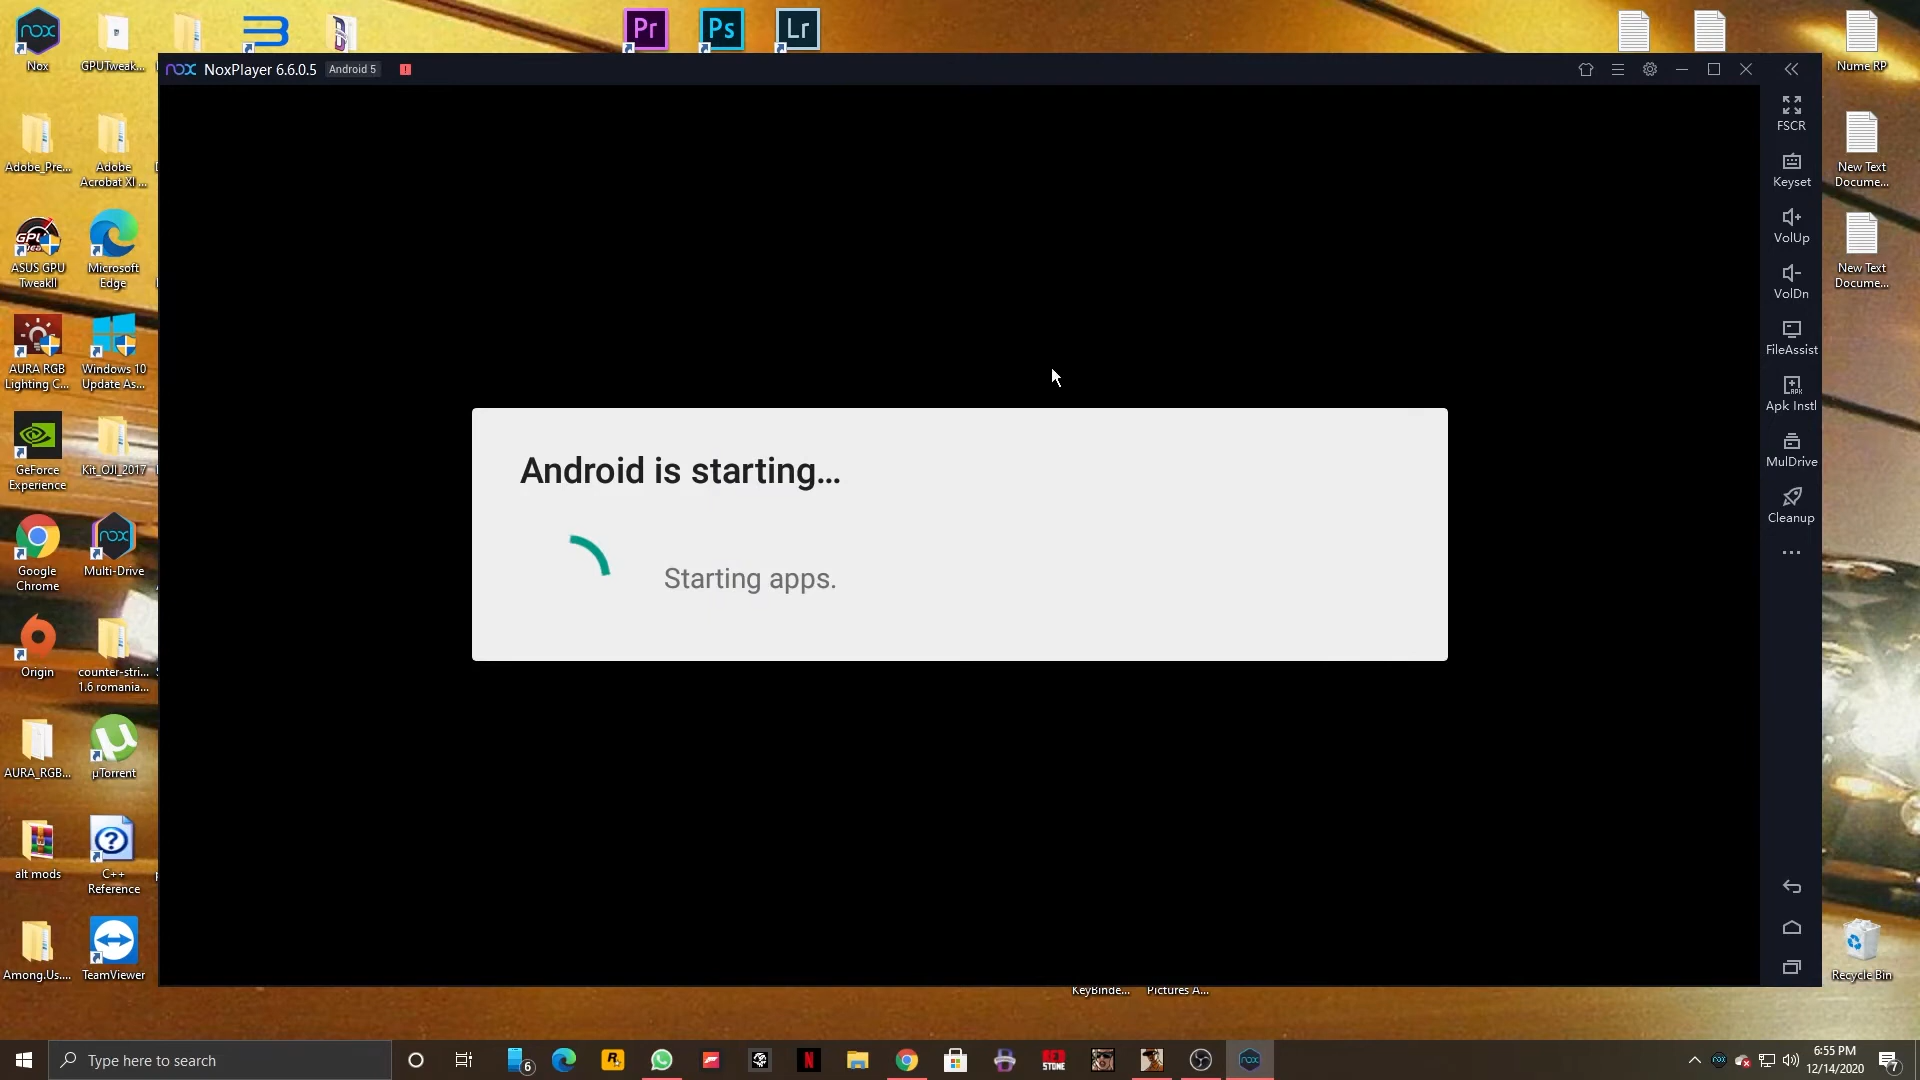 Nox
GPUTweak...
Pr
Ps
Lr
Nume RP
nox NoxPlayer 6.6.0.5 Android 5
FSCR
Keyset
VolUp
VolDn
FileAssist
Apk Instl
MulDrive
Cleanup
Adobe_Pre...
Adobe
Acrobat XI ...
New Text
Docume...
ASUS GPU
TweakII
Microsoft
Edge
New Text
Docume...
AURA RGB
Lighting C...
Windows 10
Update As...
GeForce
Experience
Kit_OJI_2017
Google
Chrome
Multi-Drive
Origin
counter-stri...
1.6 romania...
AURA_RGB...
µTorrent
alt mods
C++
Reference
Among.Us....
TeamViewer
Android is starting...
Starting apps.
Recycle Bin
KeyBinde...
Pictures A...
Type here to search
6
RED
STONE
6:55 PM
12/14/2020
7